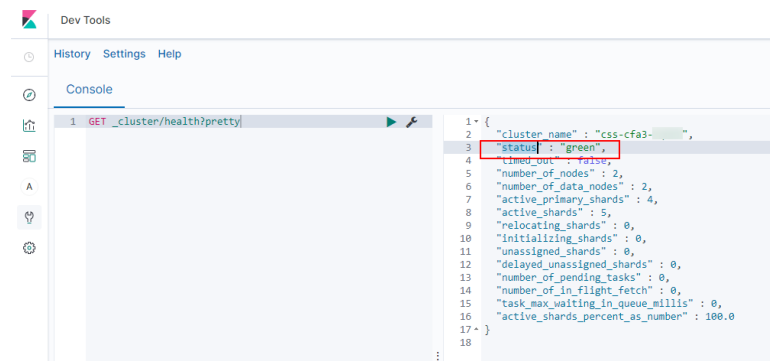 Dev Tools
History Settings Help
Console
1 GET _cluster/health?pretty
A
1 {
2 "cluster_name" : "css-cfa3- ",
3 "status" : "green",
4 "timed_out" : false,
5 "number_of_nodes" : 2,
6 "number_of_data_nodes" : 2,
7 "active_primary_shards" : 4,
8 "active_shards" : 5,
9 "relocating_shards" : 0,
10 "initializing_shards" : 0,
11 "unassigned_shards" : 0,
12 "delayed_unassigned_shards" : 0,
13 "number_of_pending_tasks" : 0,
14 "number_of_in_flight_fetch" : 0,
15 "task_max_waiting_in_queue_millis" : 0,
16 "active_shards_percent_as_number" : 100.0
17 }
18